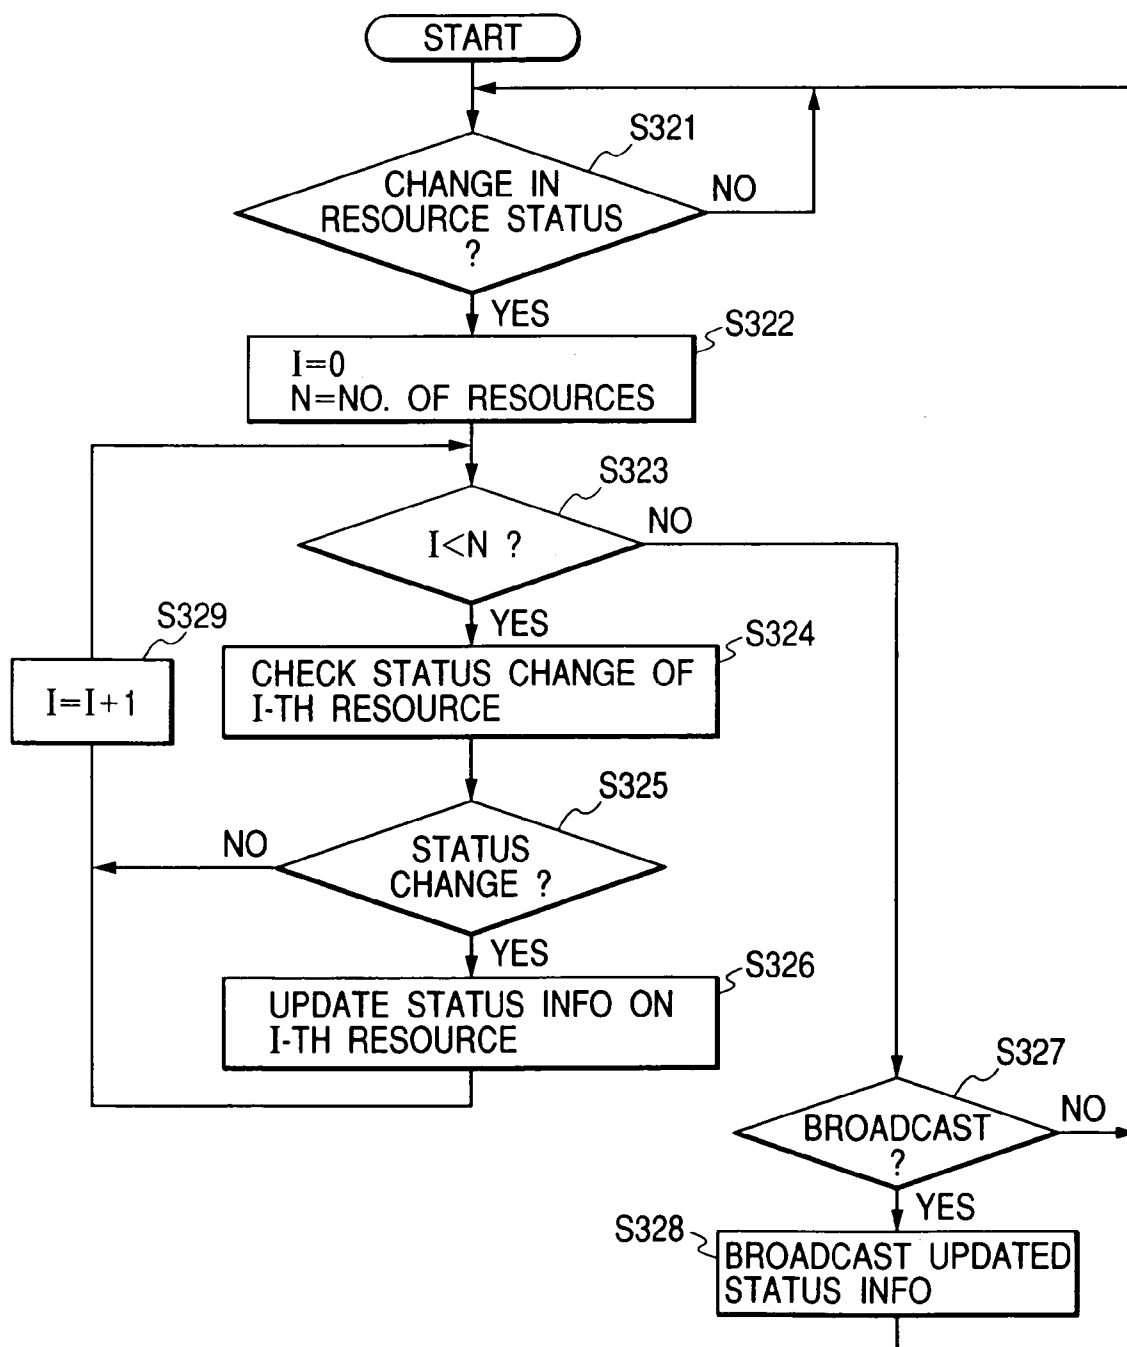 START
S321
CHANGE IN
RESOURCE STATUS
?
NO
YES
S322
I=0
N=NO. OF RESOURCES
S323
I<N ?
NO
YES
S329
I=I+1
S324
CHECK STATUS CHANGE OF
I-TH RESOURCE
S325
STATUS
CHANGE ?
NO
YES
S326
UPDATE STATUS INFO ON
I-TH RESOURCE
S327
BROADCAST
?
NO
YES
S328
BROADCAST UPDATED
STATUS INFO